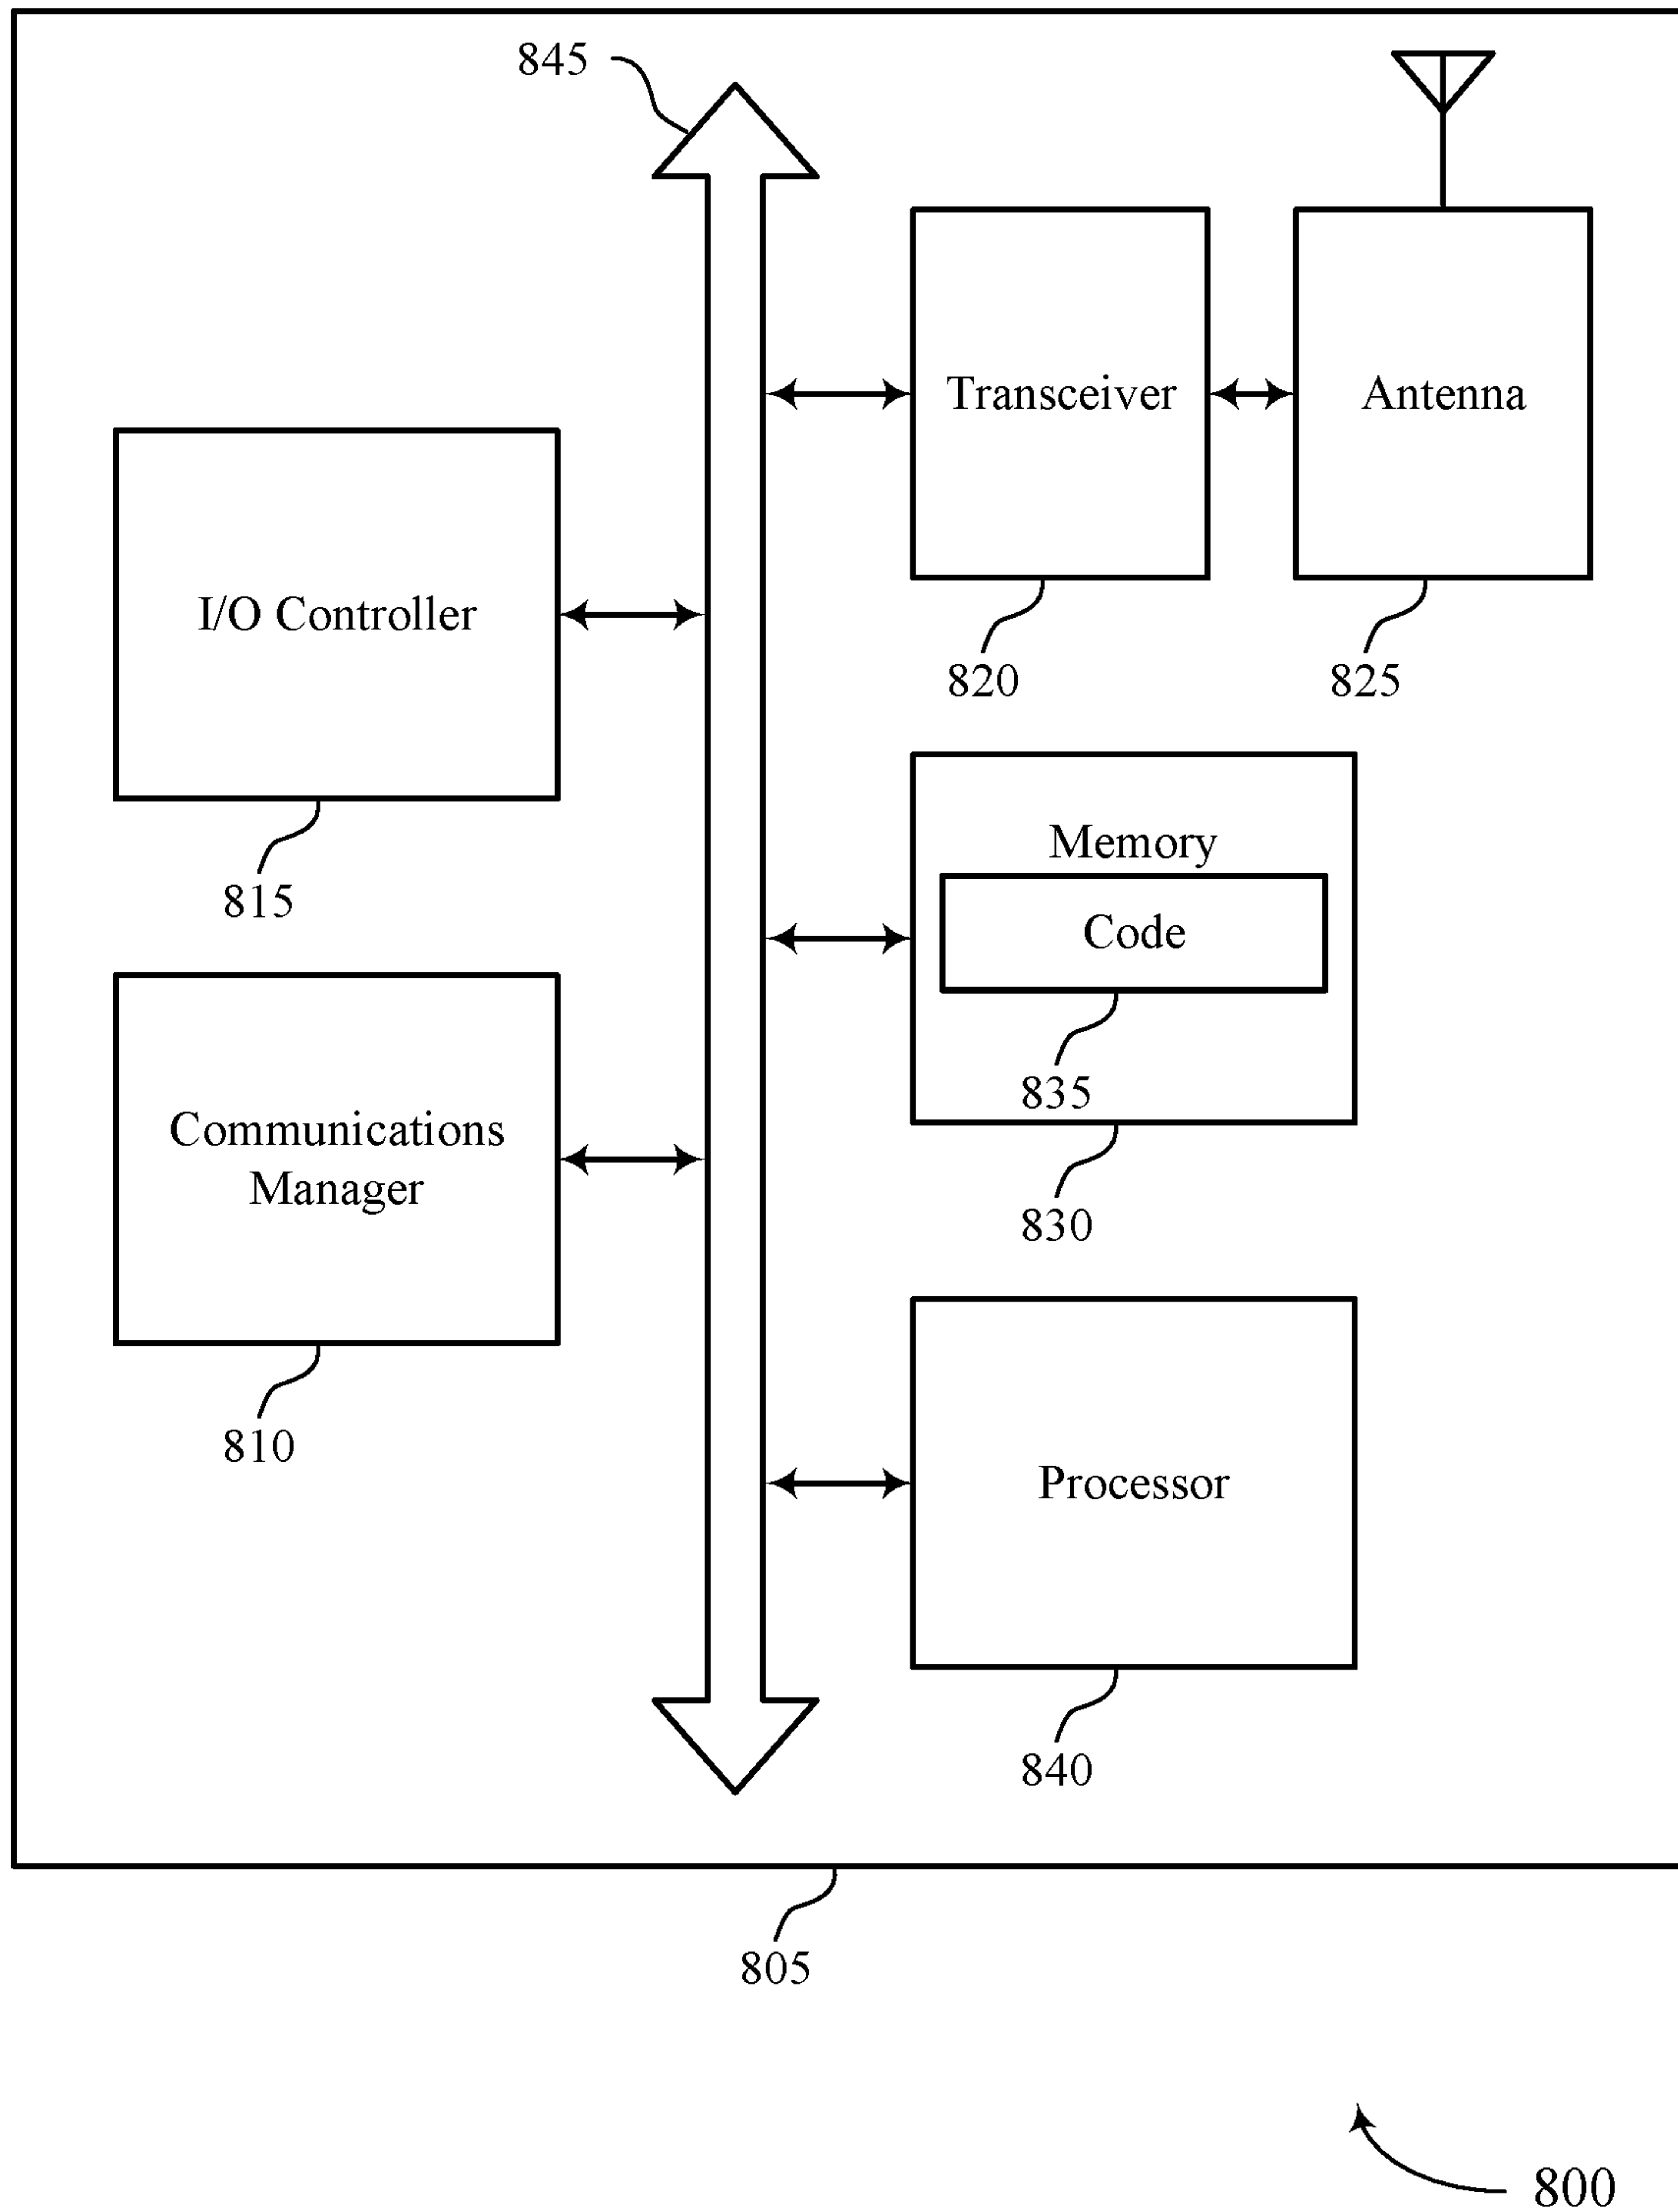 845
Transceiver
Antenna
I/O Controller
820
825
815
Memory
Code
835
830
Communications
Manager
810
Processor
840
805
800